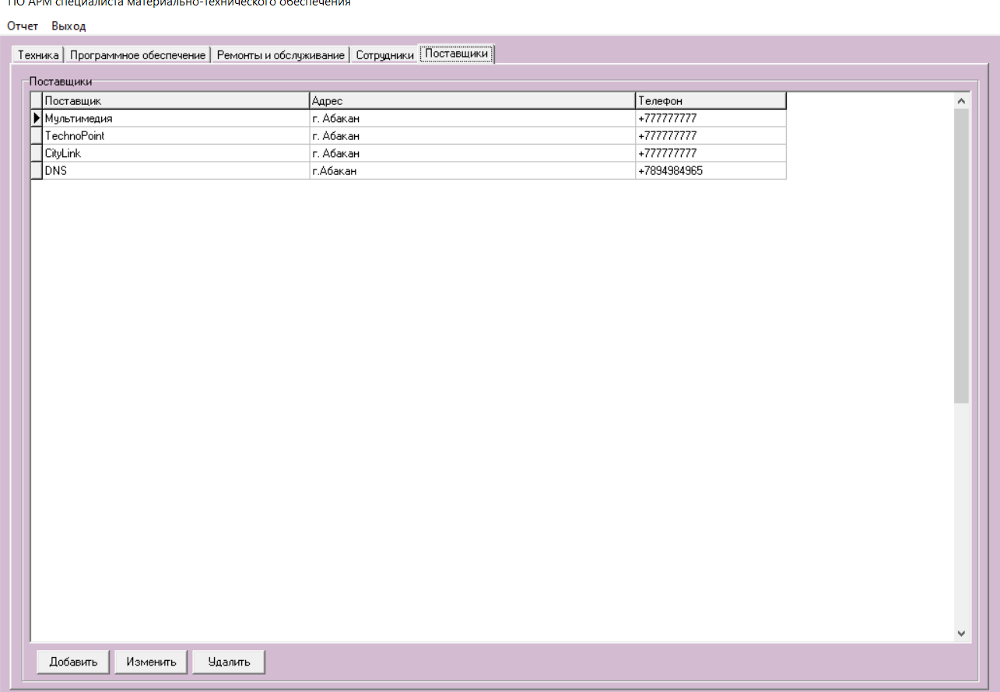 ПО АРМ специалиста материально-технического обеспечения
Отчет Выход
Техника Программное обеспечение Ремонты и обслуживание Сотрудники Поставщики
Поставщики
Поставщик Адрес Телефон
Мультимедия г. Абакан +777777777
TechnoPoint г. Абакан +777777777
CityLink г. Абакан +777777777
DNS г.Абакан +7894984965
Добавить Изменить Удалить